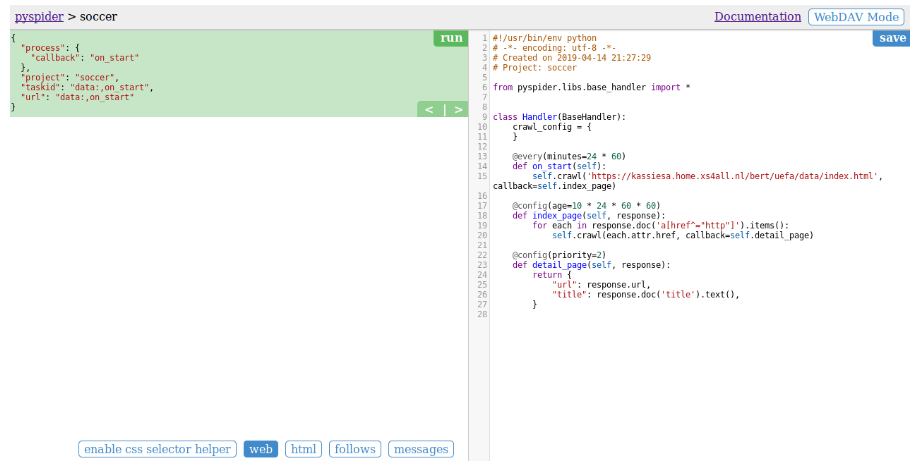 pyspider > soccer
Documentation
WebDAV Mode
{
  "process": {
    "callback": "on_start"
  },
  "project": "soccer",
  "taskid": "data:,on_start",
  "url": "data:,on_start"
}
run
< | >
enable css selector helper
web
html
follows
messages
save
1 #!/usr/bin/env python
2 # -*- encoding: utf-8 -*-
3 # Created on 2019-04-14 21:27:29
4 # Project: soccer
5
6 from pyspider.libs.base_handler import *
7
8
9 class Handler(BaseHandler):
10     crawl_config = {
11     }
12
13     @every(minutes=24 * 60)
14     def on_start(self):
15         self.crawl('https://kassiesa.home.xs4all.nl/bert/uefa/data/index.html',
callback=self.index_page)
16
17     @config(age=10 * 24 * 60 * 60)
18     def index_page(self, response):
19         for each in response.doc('a[href^="http"]').items():
20             self.crawl(each.attr.href, callback=self.detail_page)
21
22     @config(priority=2)
23     def detail_page(self, response):
24         return {
25             "url": response.url,
26             "title": response.doc('title').text(),
27         }
28